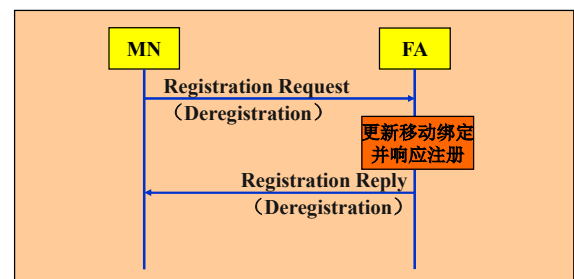 MN
FA
Registration Request
（Deregistration）
更新移动绑定
并响应注册
Registration Reply
（Deregistration）